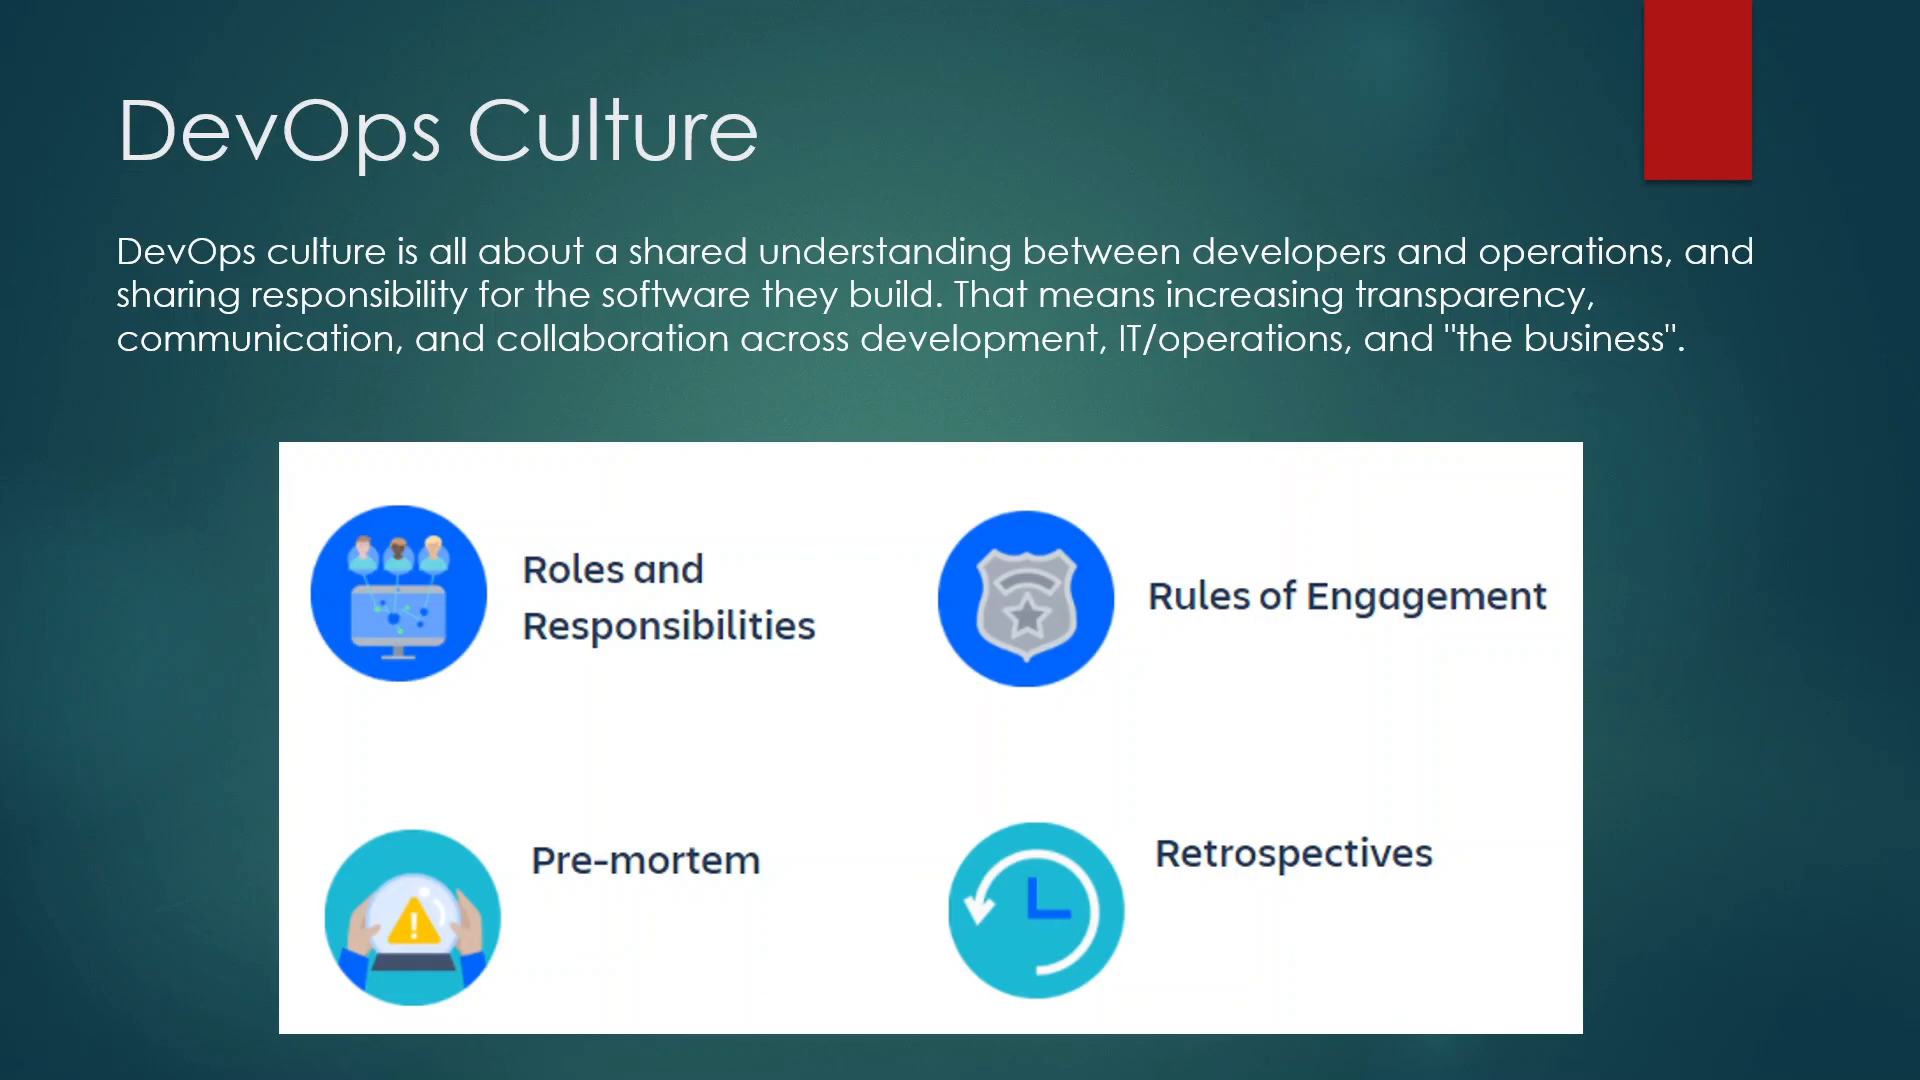 DevOps Culture
DevOps culture is all about a shared understanding between developers and operations, and
sharing responsibility for the software they build. That means increasing transparency,
communication, and collaboration across development, IT/operations, and "the business".
Roles and
Responsibilities
Rules of Engagement
Pre-mortem
Retrospectives